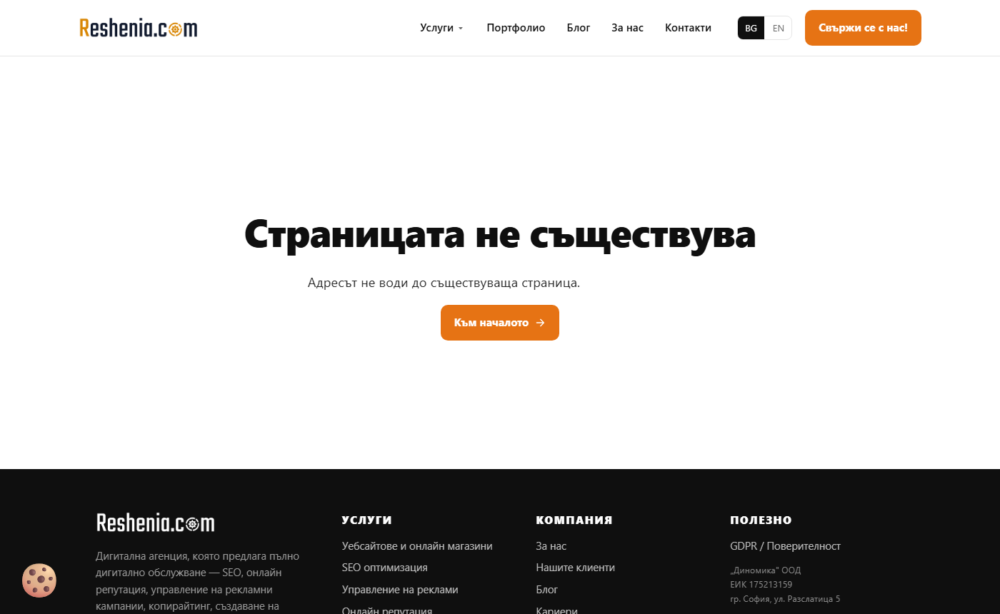 Reshenia.com
Услуги
Портфолио
Блог
За нас
Контакти
BG
EN
Свържи се с нас!
Страницата не съществува
Адресът не води до съществуваща страница.
Към началото →
Reshenia.com
Дигитална агенция, която предлага пълно
дигитално обслужване — SEO, онлайн
репутация, управление на рекламни
кампании, копирайтинг, създаване на
УСЛУГИ
Уебсайтове и онлайн магазини
SEO оптимизация
Управление на реклами
Онлайн репутация
КОМПАНИЯ
За нас
Нашите клиенти
Блог
Кариери
ПОЛЕЗНО
GDPR / Поверителност
„Диномика" ООД
ЕИК 175213159
гр. София, ул. Разслатица 5